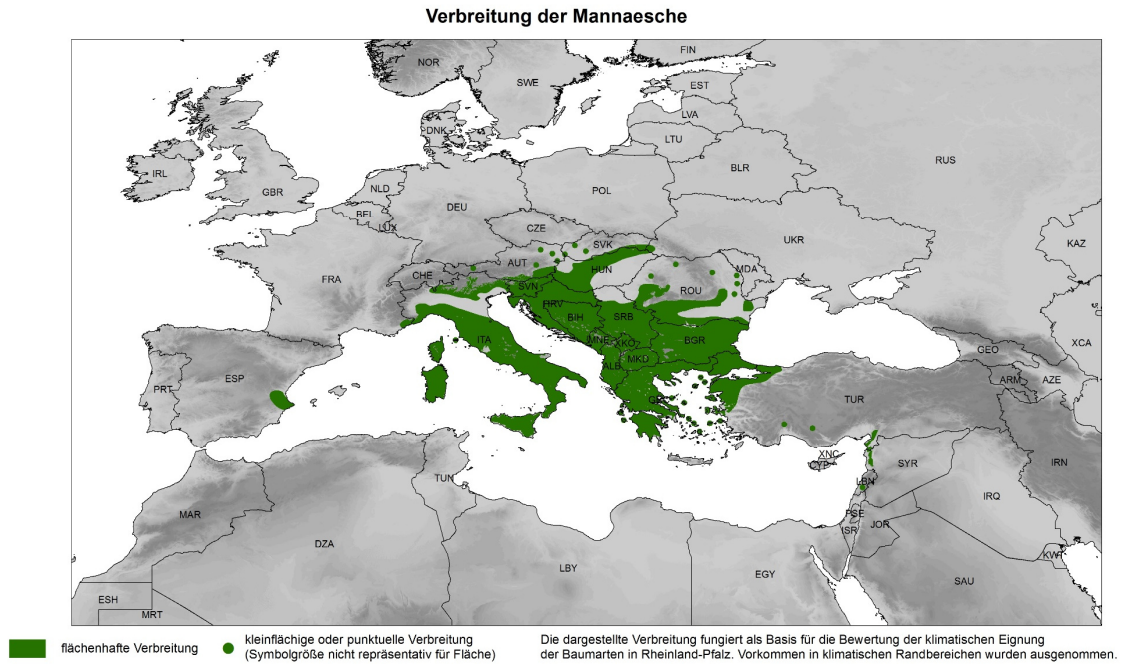 Verbreitung der Mannaesche
NOR
FIN
SWE
EST
LVA
DNK
LTU
RUS
IRL
BLR
GBR
NLD
POL
DEU
BEL
LUX
CZE
UKR
SVK
KAZ
AUT
HUN
MDA
CHE
FRA
SVN
ROU
HRV
BIH
SRB
MNE
XKO
BGR
ITA
XCA
GEO
MKD
ALB
ARM
AZE
ESP
PRT
TUR
GRC
XNC
CYP
SYR
IRN
TUN
LBN
IRQ
MAR
PSE
JOR
ISR
DZA
KWT
LBY
EGY
SAU
ESH
MRT
flächenhafte Verbreitung
kleinflächige oder punktuelle Verbreitung
(Symbolgröße nicht repräsentativ für Fläche)
Die dargestellte Verbreitung fungiert als Basis für die Bewertung der klimatischen Eignung
der Baumarten in Rheinland-Pfalz. Vorkommen in klimatischen Randbereichen wurden ausgenommen.